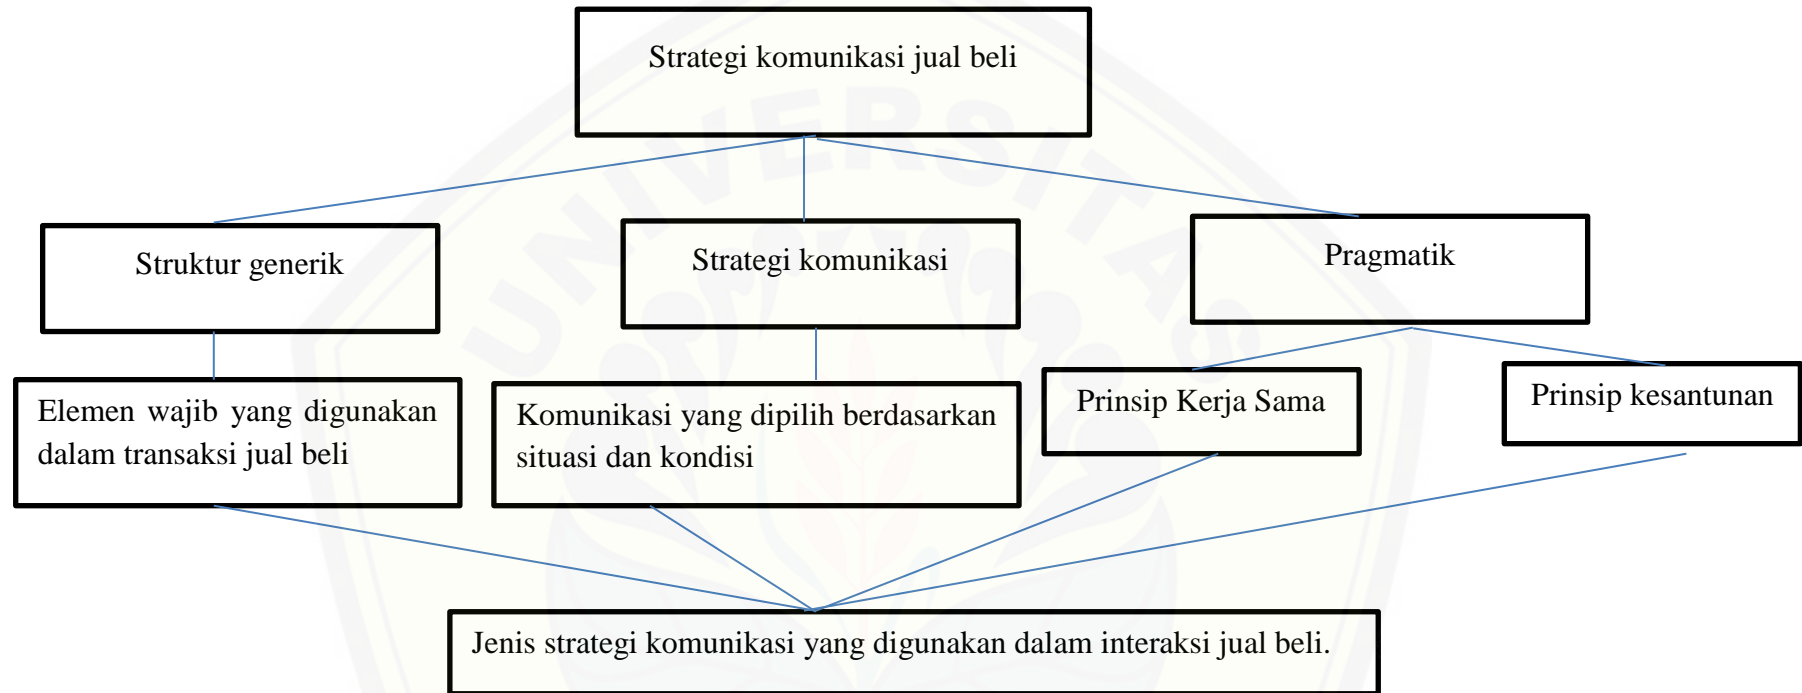 Strategi komunikasi jual beli
UNIVERSITAS
Struktur generik
Strategi komunikasi
Pragmatik
Elemen wajib yang digunakan
dalam transaksi jual beli
Komunikasi yang dipilih berdasarkan
situasi dan kondisi
Prinsip Kerja Sama
Prinsip kesantunan
Jenis strategi komunikasi yang digunakan dalam interaksi jual beli.